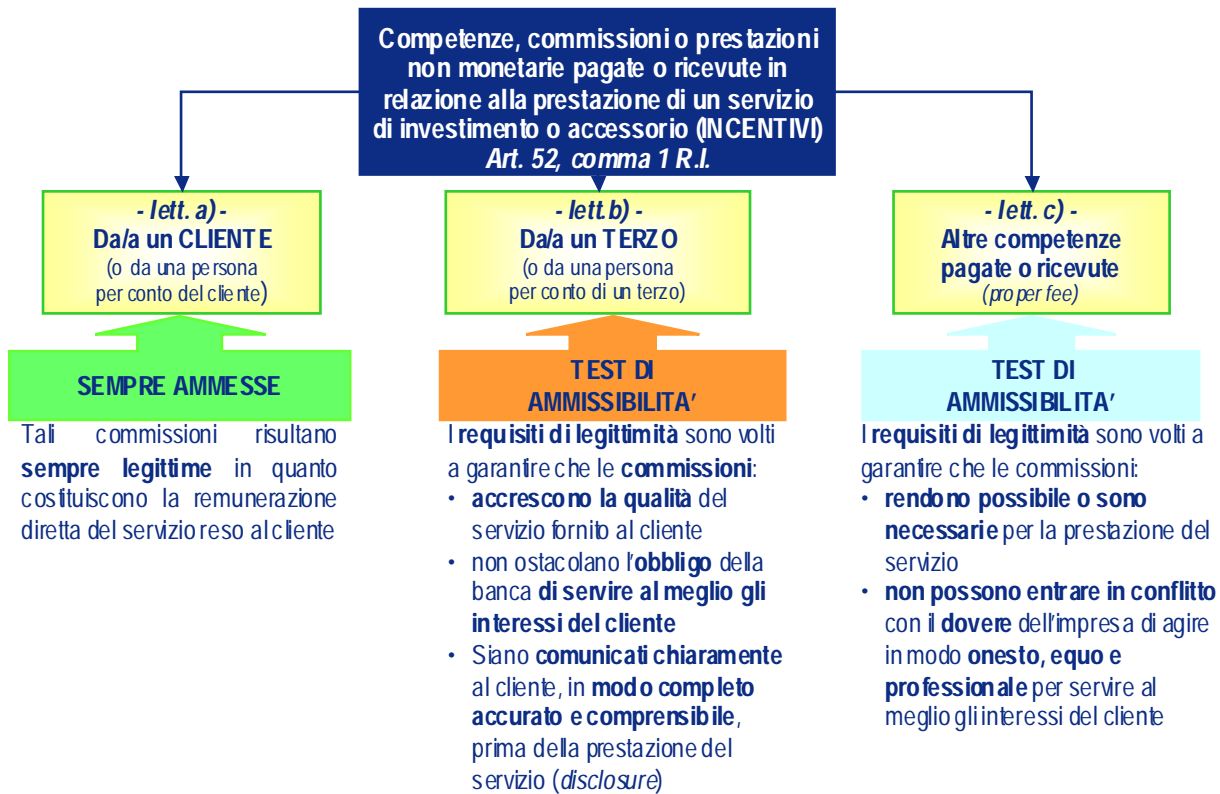 Competenze, commissioni o prestazioni
non monetarie pagate o ricevute in
relazione alla prestazione di un servizio
di investimento o accessorio (INCENTIVI)
Art. 52, comma 1 R.I.
- lett. a) -
Da/a un CLIENTE
(o da una persona
per conto del cliente)
- lett. b) -
Da/a un TERZO
(o da una persona
per conto di un terzo)
- lett. c) -
Altre competenze
pagate o ricevute
(proper fee)
SEMPRE AMMESSE
Tali commissioni risultano
sempre legittime in quanto
costituiscono la remunerazione
diretta del servizio reso al cliente
TEST DI
AMMISSIBILITA'
I requisiti di legittimità sono volti
a garantire che le commissioni:
• accrescono la qualità del
servizio fornito al cliente
• non ostacolano l'obbligo della
banca di servire al meglio gli
interessi del cliente
• Siano comunicati chiaramente
al cliente, in modo completo
accurato e comprensibile,
prima della prestazione del
servizio (disclosure)
TEST DI
AMMISSIBILITA'
I requisiti di legittimità sono volti a
garantire che le commissioni:
• rendono possibile o sono
necessarie per la prestazione del
servizio
• non possono entrare in conflitto
con il dovere dell'impresa di agire
in modo onesto, equo e
professionale per servire al
meglio gli interessi del cliente